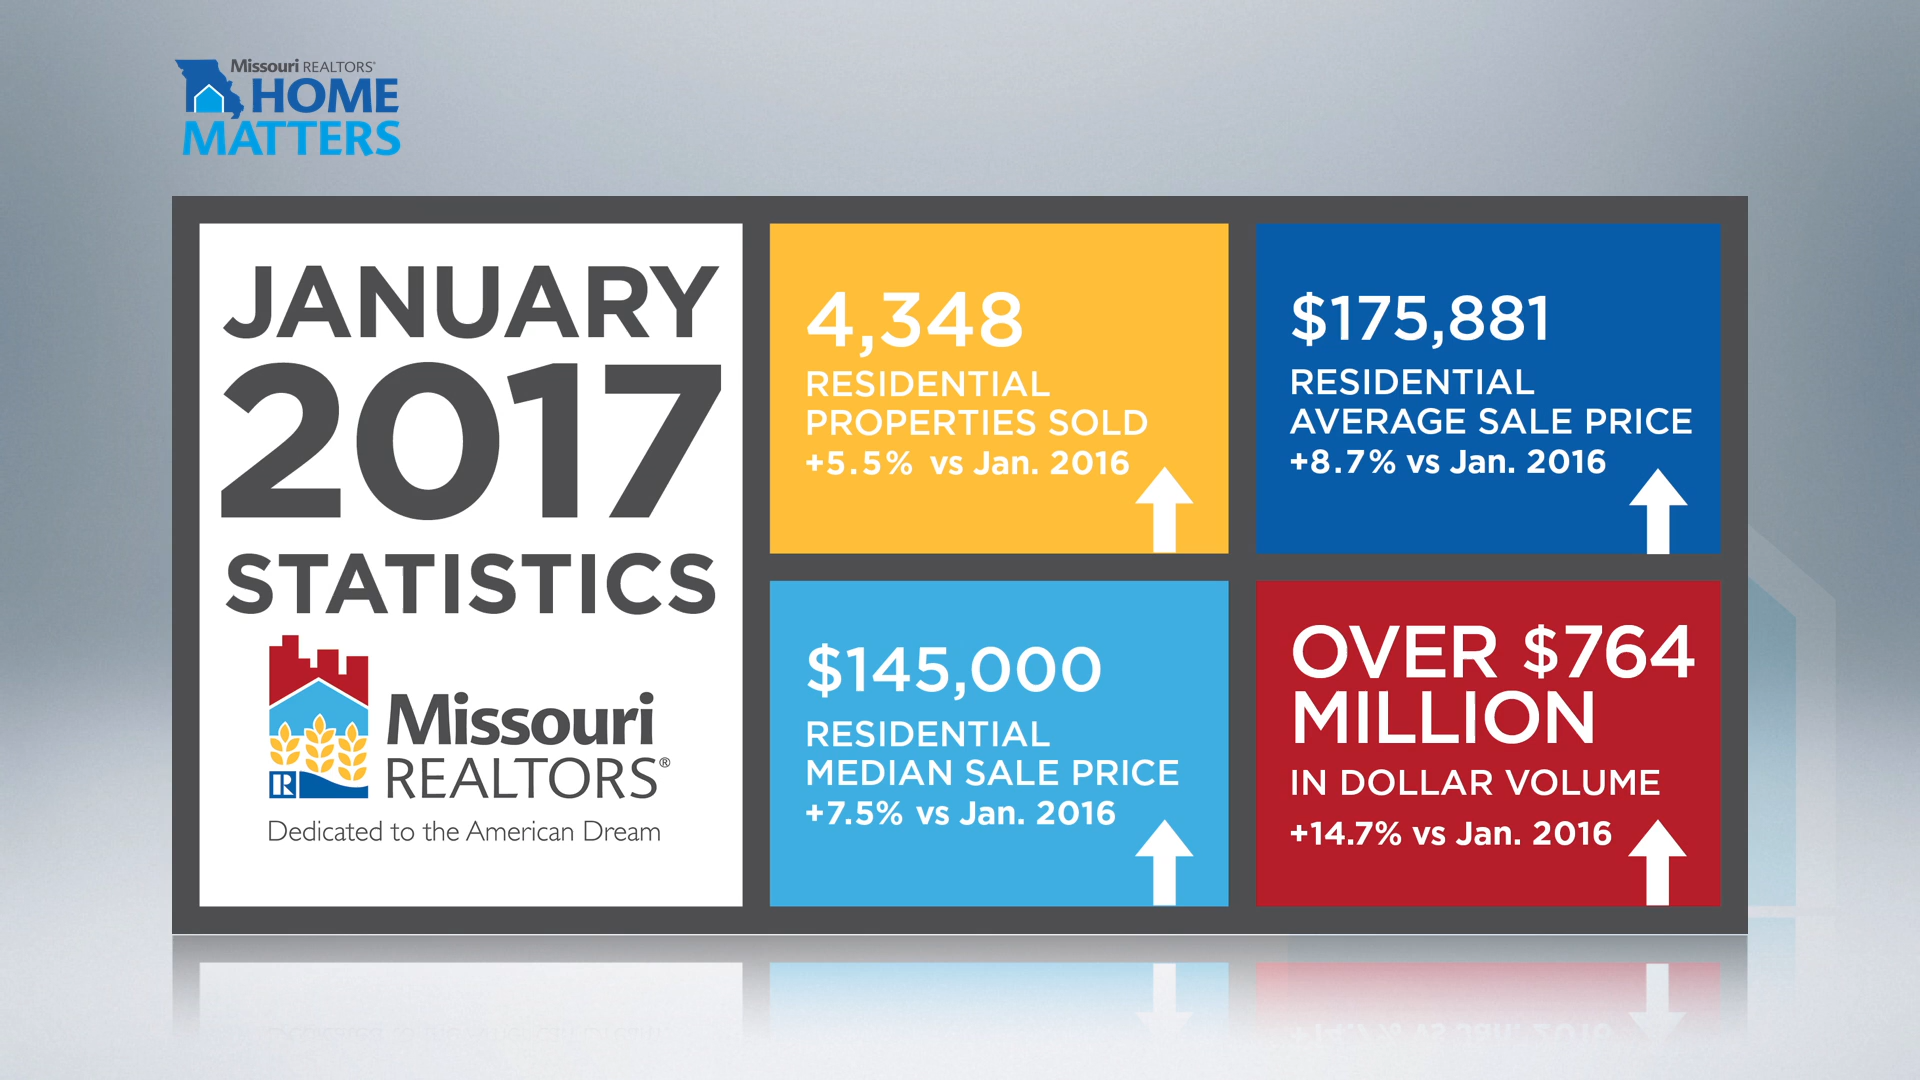 Missouri REALTORS®
HOME
MATTERS
JANUARY
2017
STATISTICS
Missouri
REALTORS®
Dedicated to the American Dream
4,348
RESIDENTIAL
PROPERTIES SOLD
+5.5% vs Jan. 2016
$175,881
RESIDENTIAL
AVERAGE SALE PRICE
+8.7% vs Jan. 2016
$145,000
RESIDENTIAL
MEDIAN SALE PRICE
+7.5% vs Jan. 2016
OVER $764
MILLION
IN DOLLAR VOLUME
+14.7% vs Jan. 2016